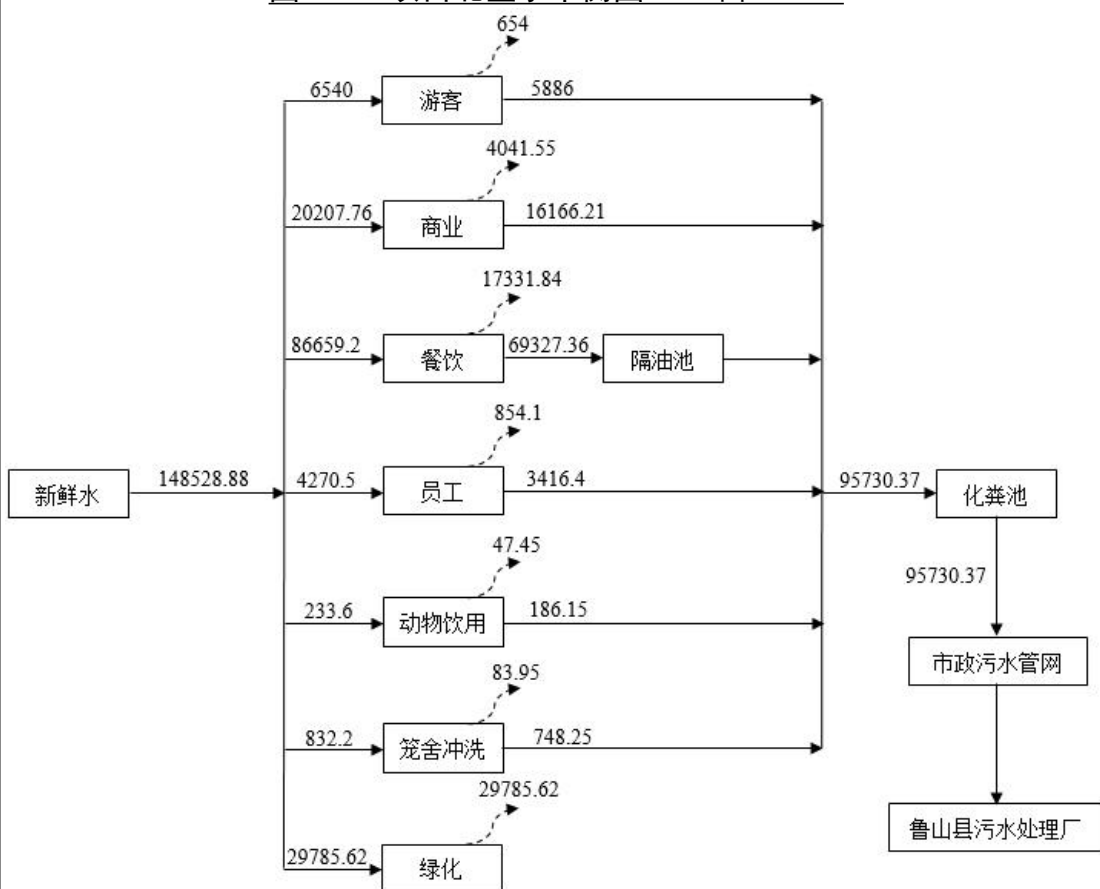 654
6540
游客
5886
4041.55
20207.76
商业
16166.21
17331.84
86659.2
餐饮
69327.36
隔油池
854.1
新鲜水
148528.88
4270.5
员工
3416.4
95730.37
化粪池
47.45
95730.37
233.6
动物饮用
186.15
市政污水管网
83.95
832.2
笼舍冲洗
748.25
29785.62
鲁山县污水处理厂
29785.62
绿化